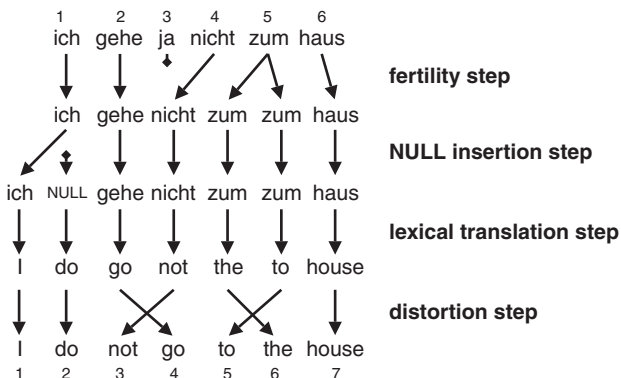 1 2 3 4 5 6
ich gehe ja nicht zum haus
fertility step
ich gehe nicht zum zum haus
NULL insertion step
ich NULL gehe nicht zum zum haus
lexical translation step
I do go not the to house
distortion step
I do not go to the house
1 2 3 4 5 6 7